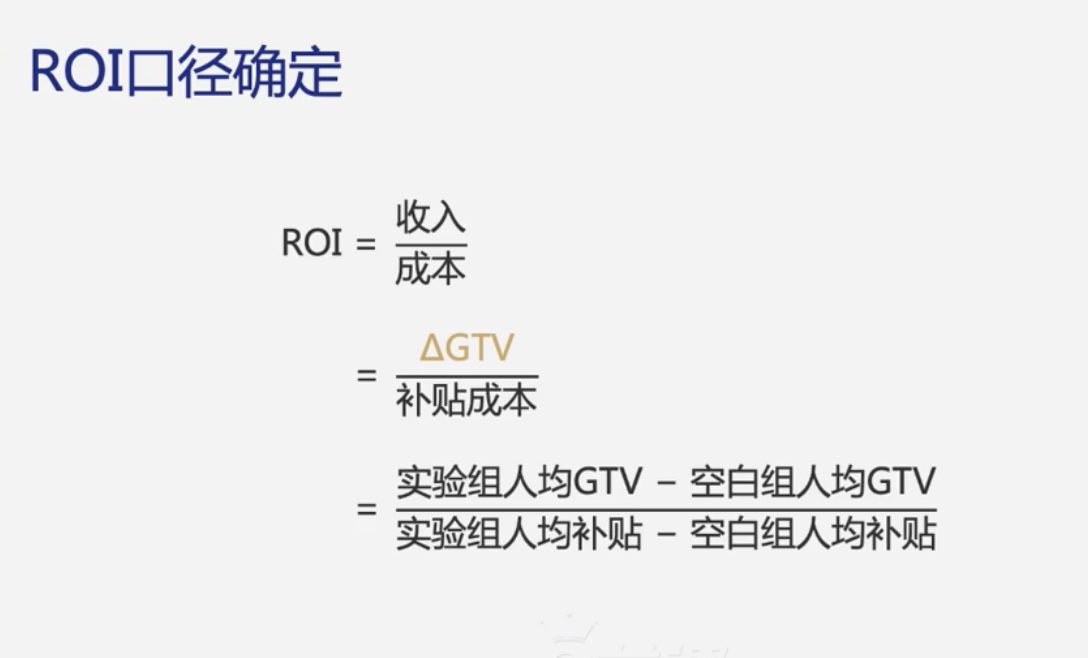 ROI口径确定
ROI = 收入
成本
= ΔGTV
补贴成本
= 实验组人均GTV - 空白组人均GTV
实验组人均补贴 - 空白组人均补贴